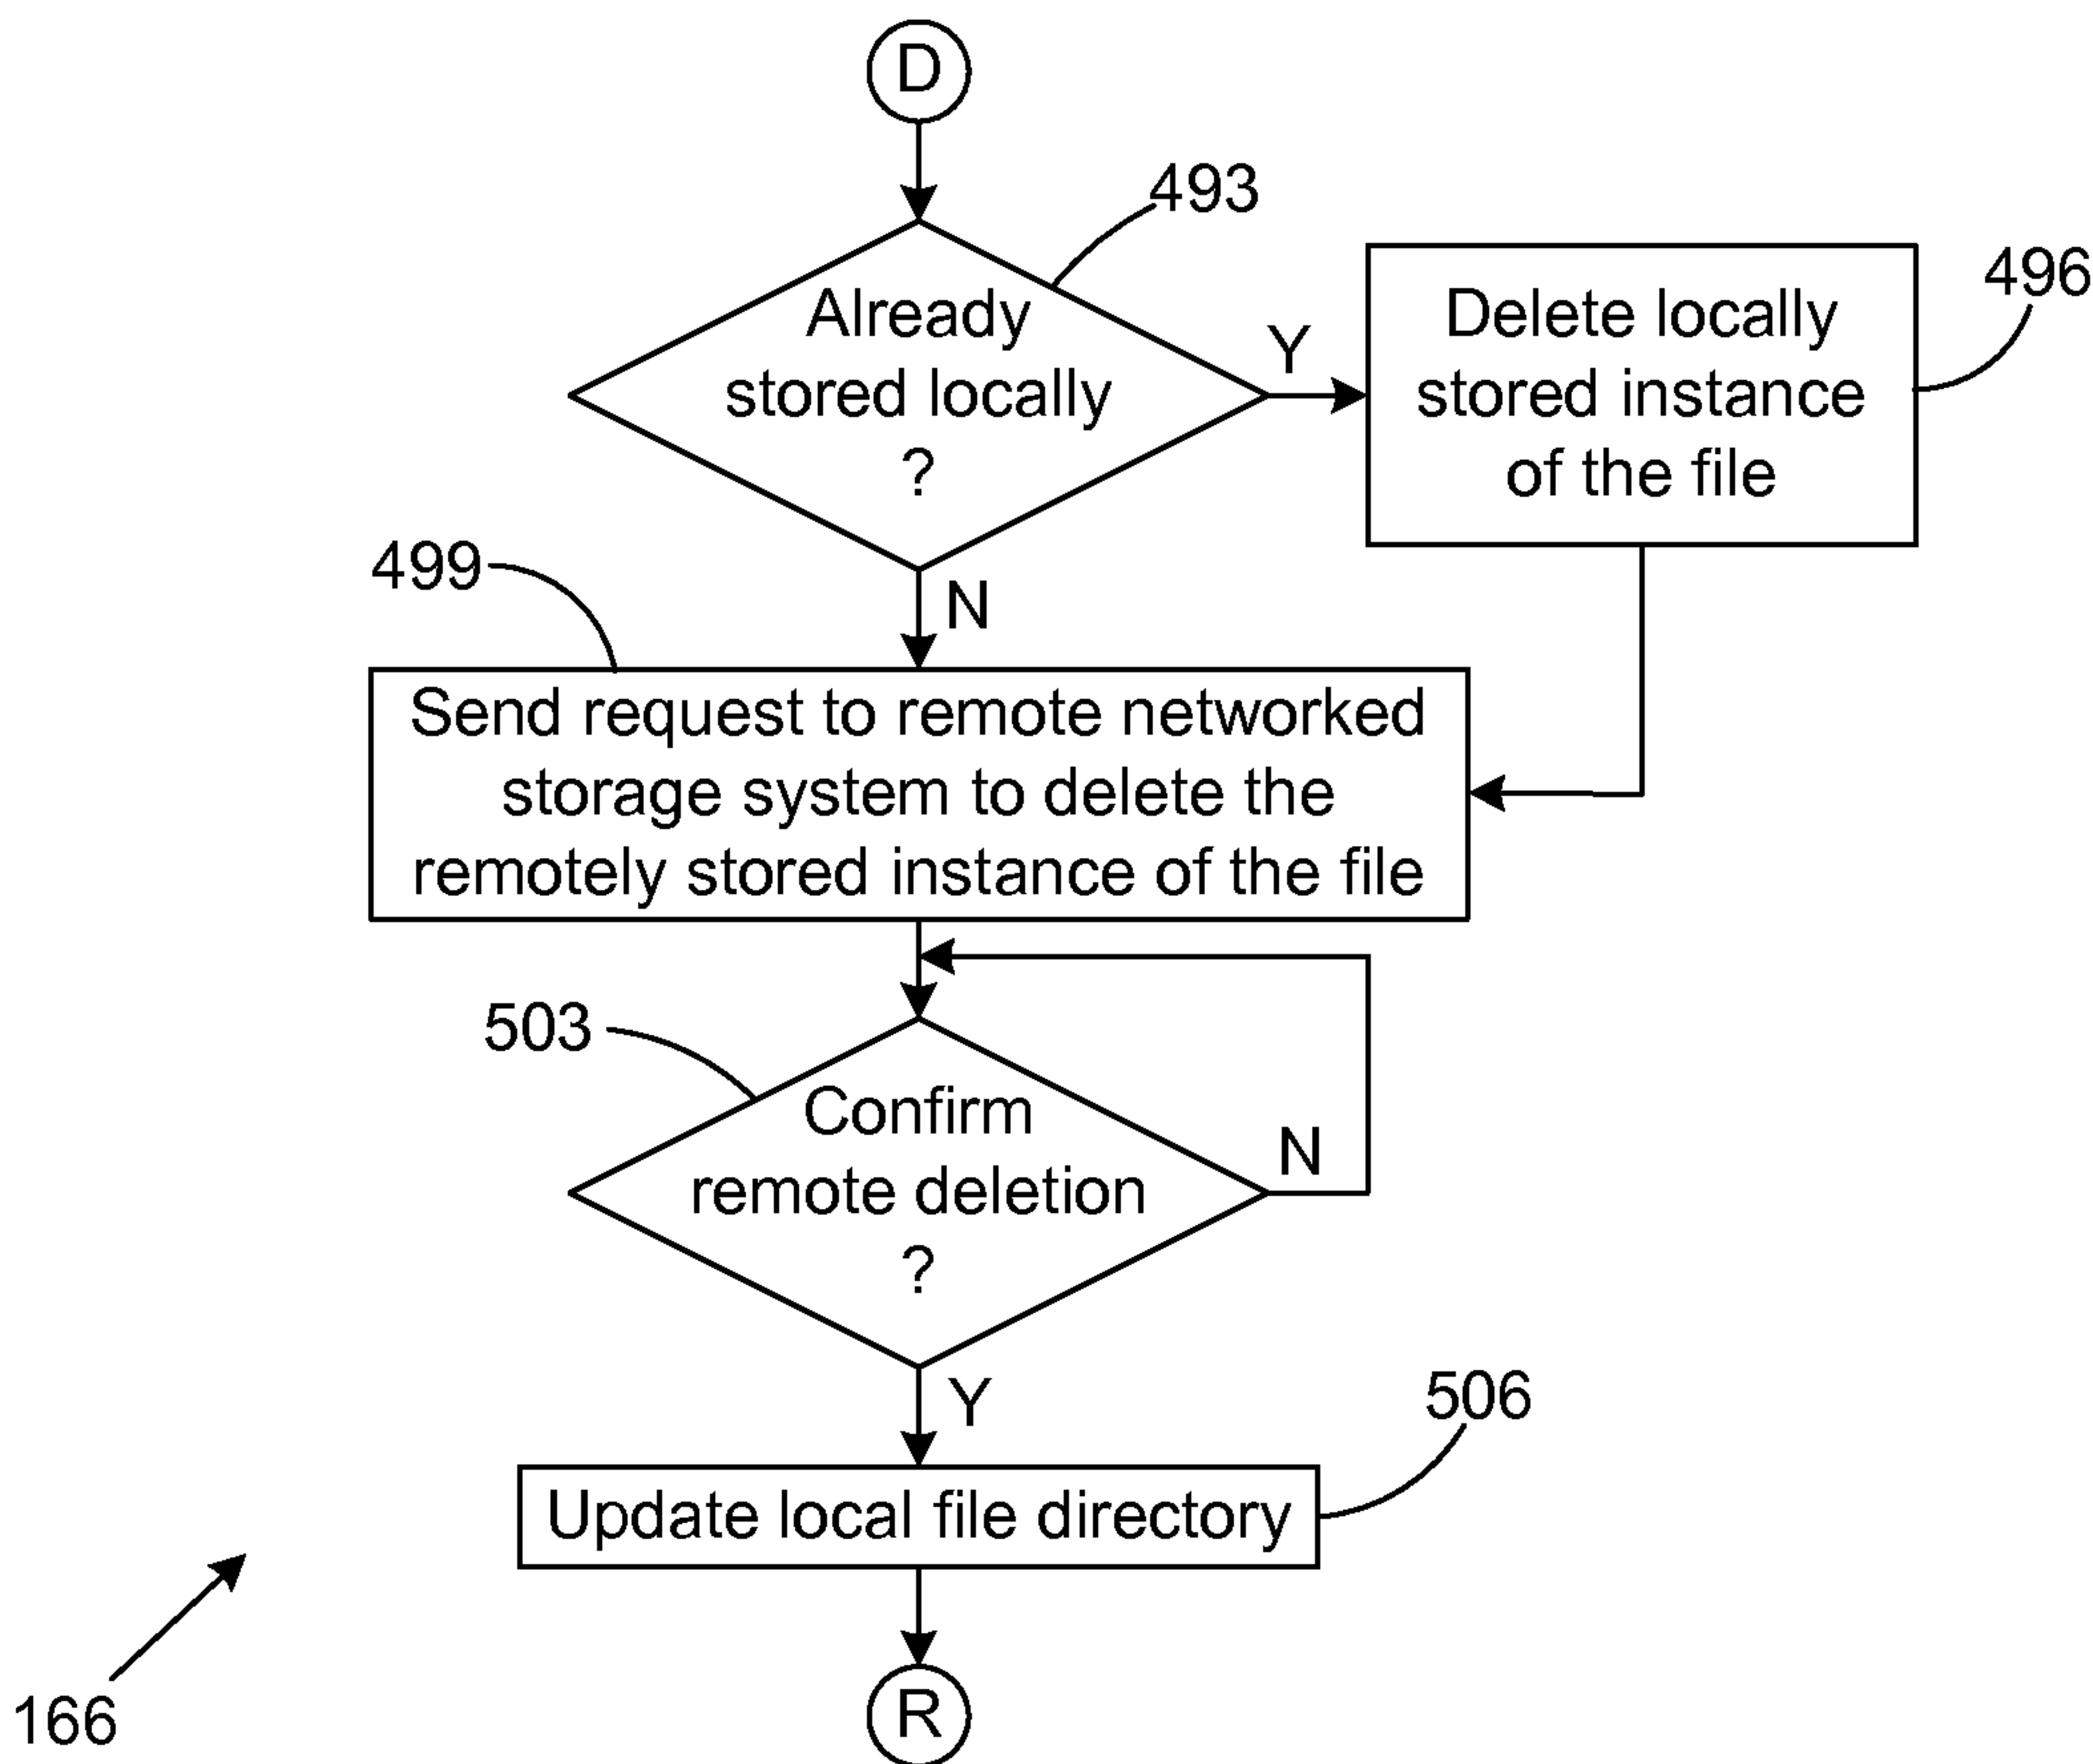 D
493
Already
stored locally
?
Y
Delete locally
stored instance
of the file
496
N
499
Send request to remote networked
storage system to delete the
remotely stored instance of the file
503
Confirm
remote deletion
?
N
Y
506
Update local file directory
R
166